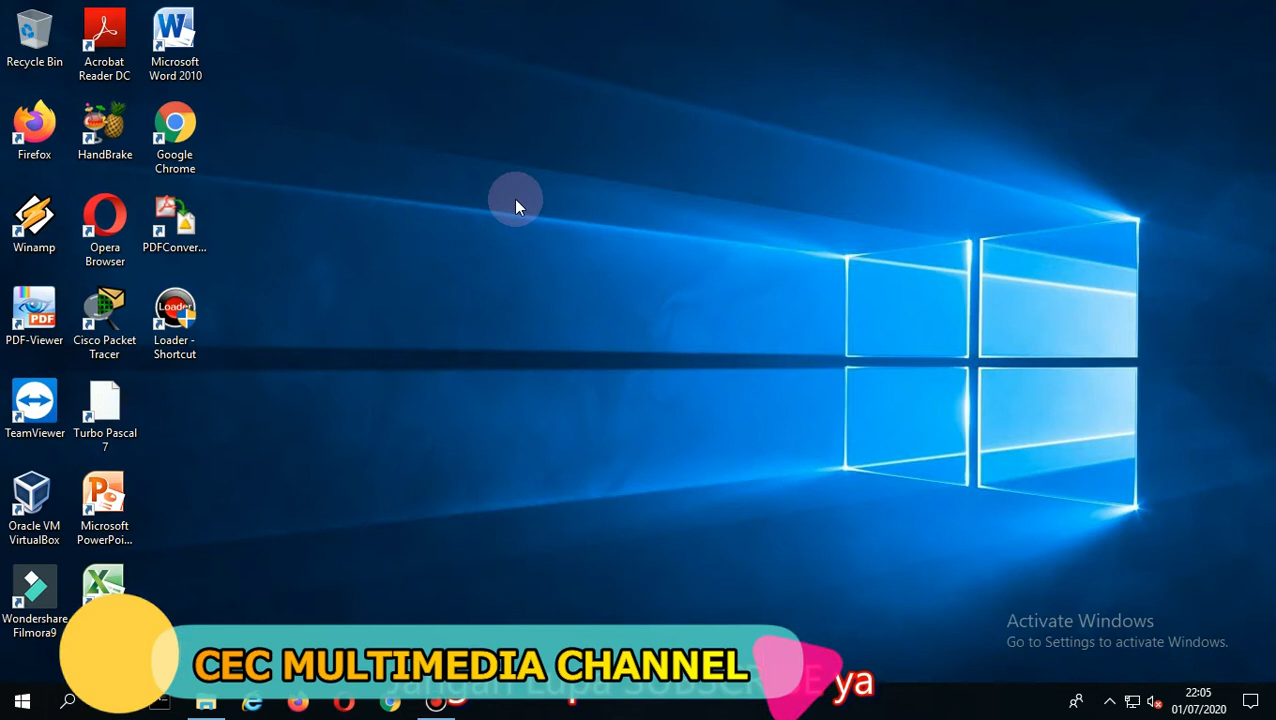 Recycle Bin
Acrobat
Reader DC
Microsoft
Word 2010
Firefox
HandBrake
Google
Chrome
Winamp
Opera
Browser
PDFConver...
PDF-Viewer
Cisco Packet
Tracer
Loader
Loader -
Shortcut
TeamViewer
Turbo Pascal
7
Oracle VM
VirtualBox
Microsoft
PowerPoi...
Wondershare
Filmora9
Activate Windows
Go to Settings to activate Windows.
CEC MULTIMEDIA CHANNEL
ya
22:05
01/07/2020